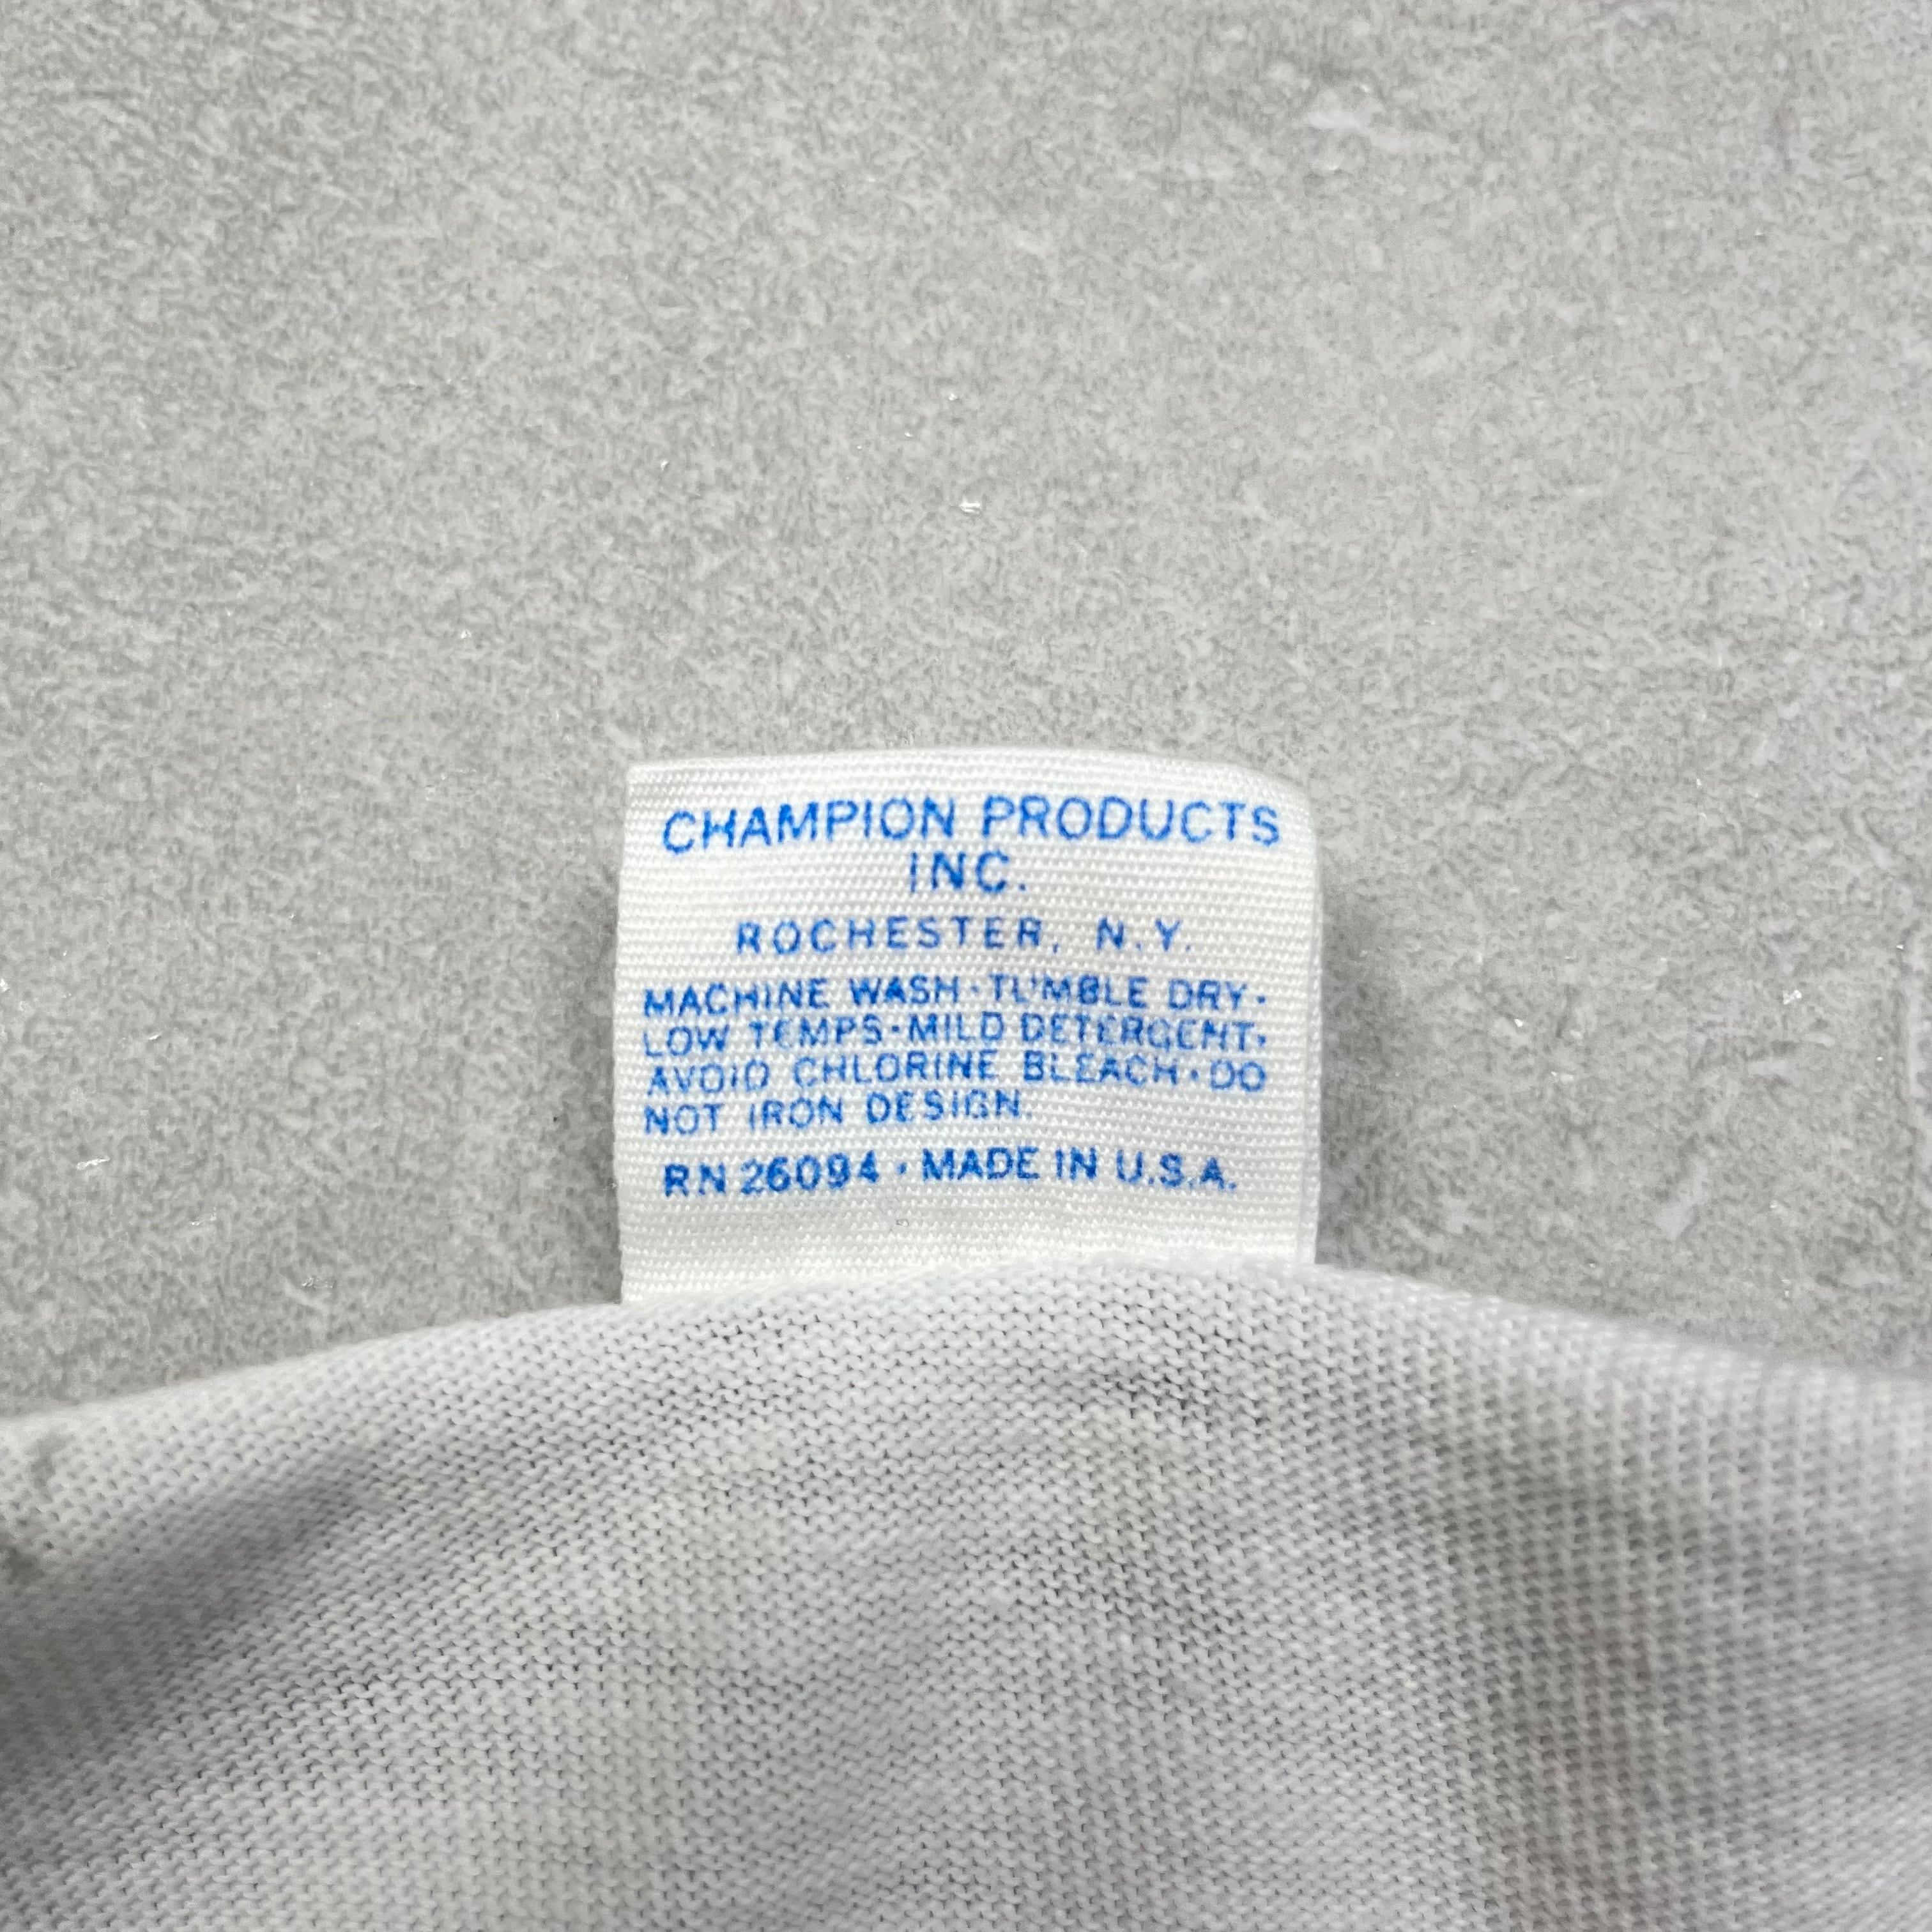 CHAMPION PRODUCTS
INC.
ROCHESTER, N.Y.
MACHINE WASH·TUMBLE DRY·
LOW TEMPS·MILD DETERGENT·
AVOID CHLORINE BLEACH·DO
NOT IRON DESIGN.
RN 26094 · MADE IN U.S.A.